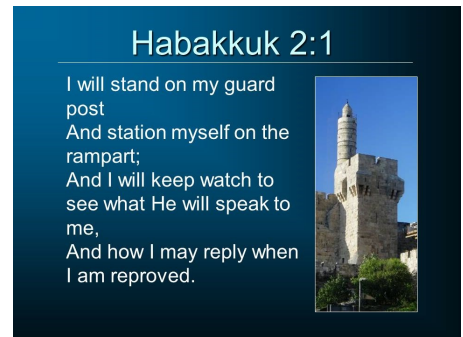 Habakkuk 2:1
I will stand on my guard
post
And station myself on the
rampart;
And I will keep watch to
see what He will speak to
me,
And how I may reply when
I am reproved.